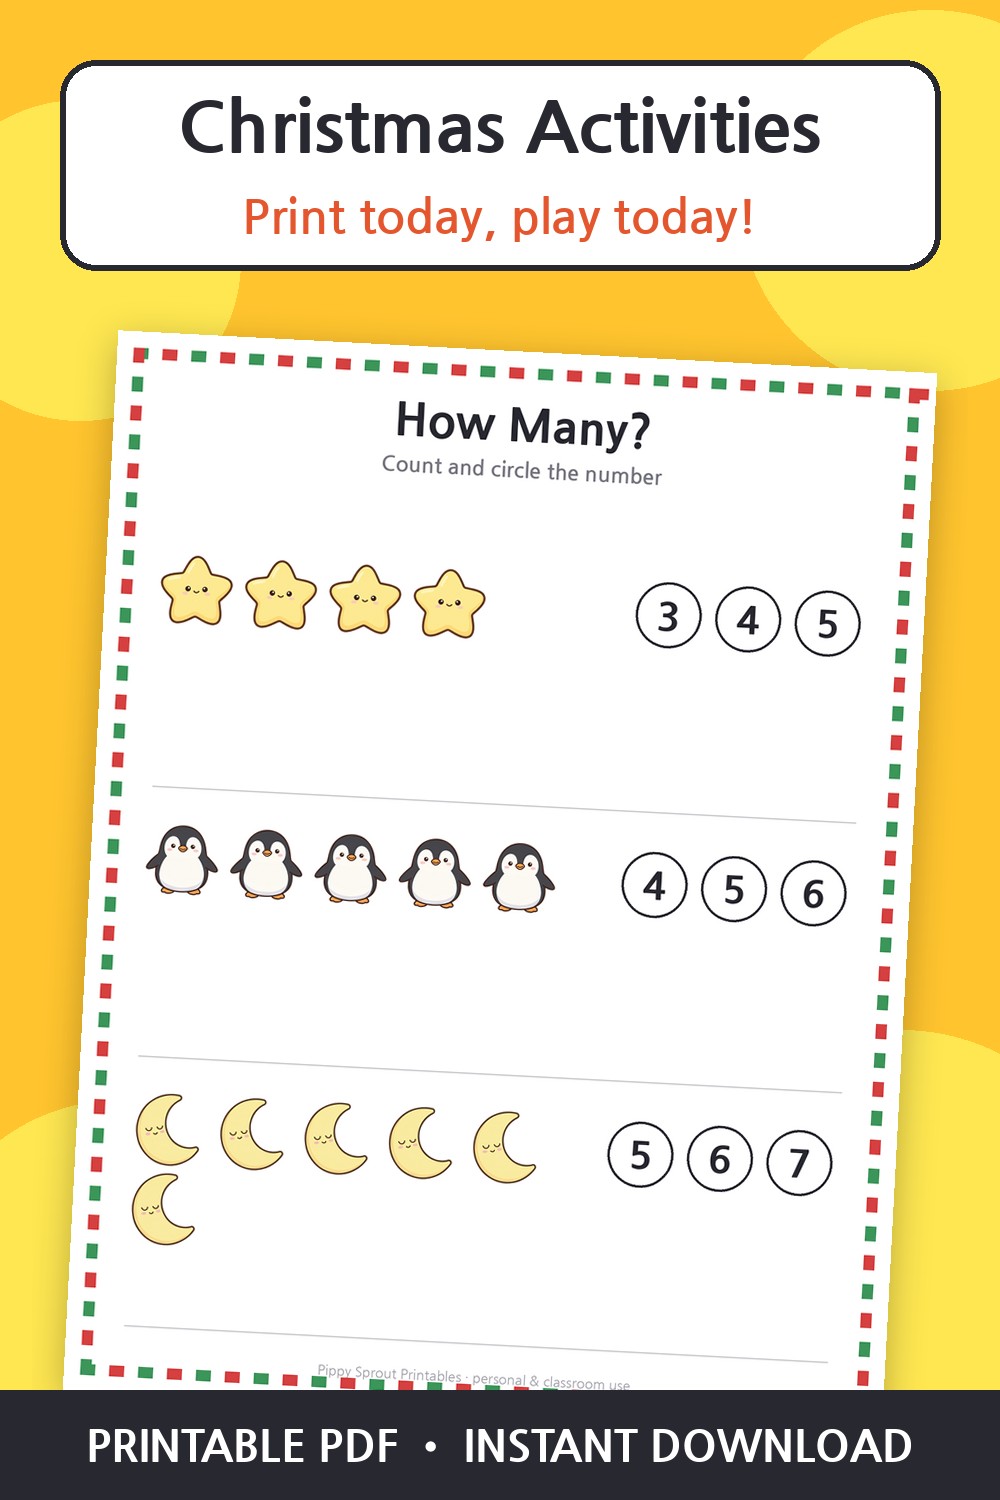 Christmas Activities
Print today, play today!
How Many?
Count and circle the number
3 4 5
4 5 6
5 6 7
Pippy Sprout Printables · personal & classroom use
PRINTABLE PDF • INSTANT DOWNLOAD